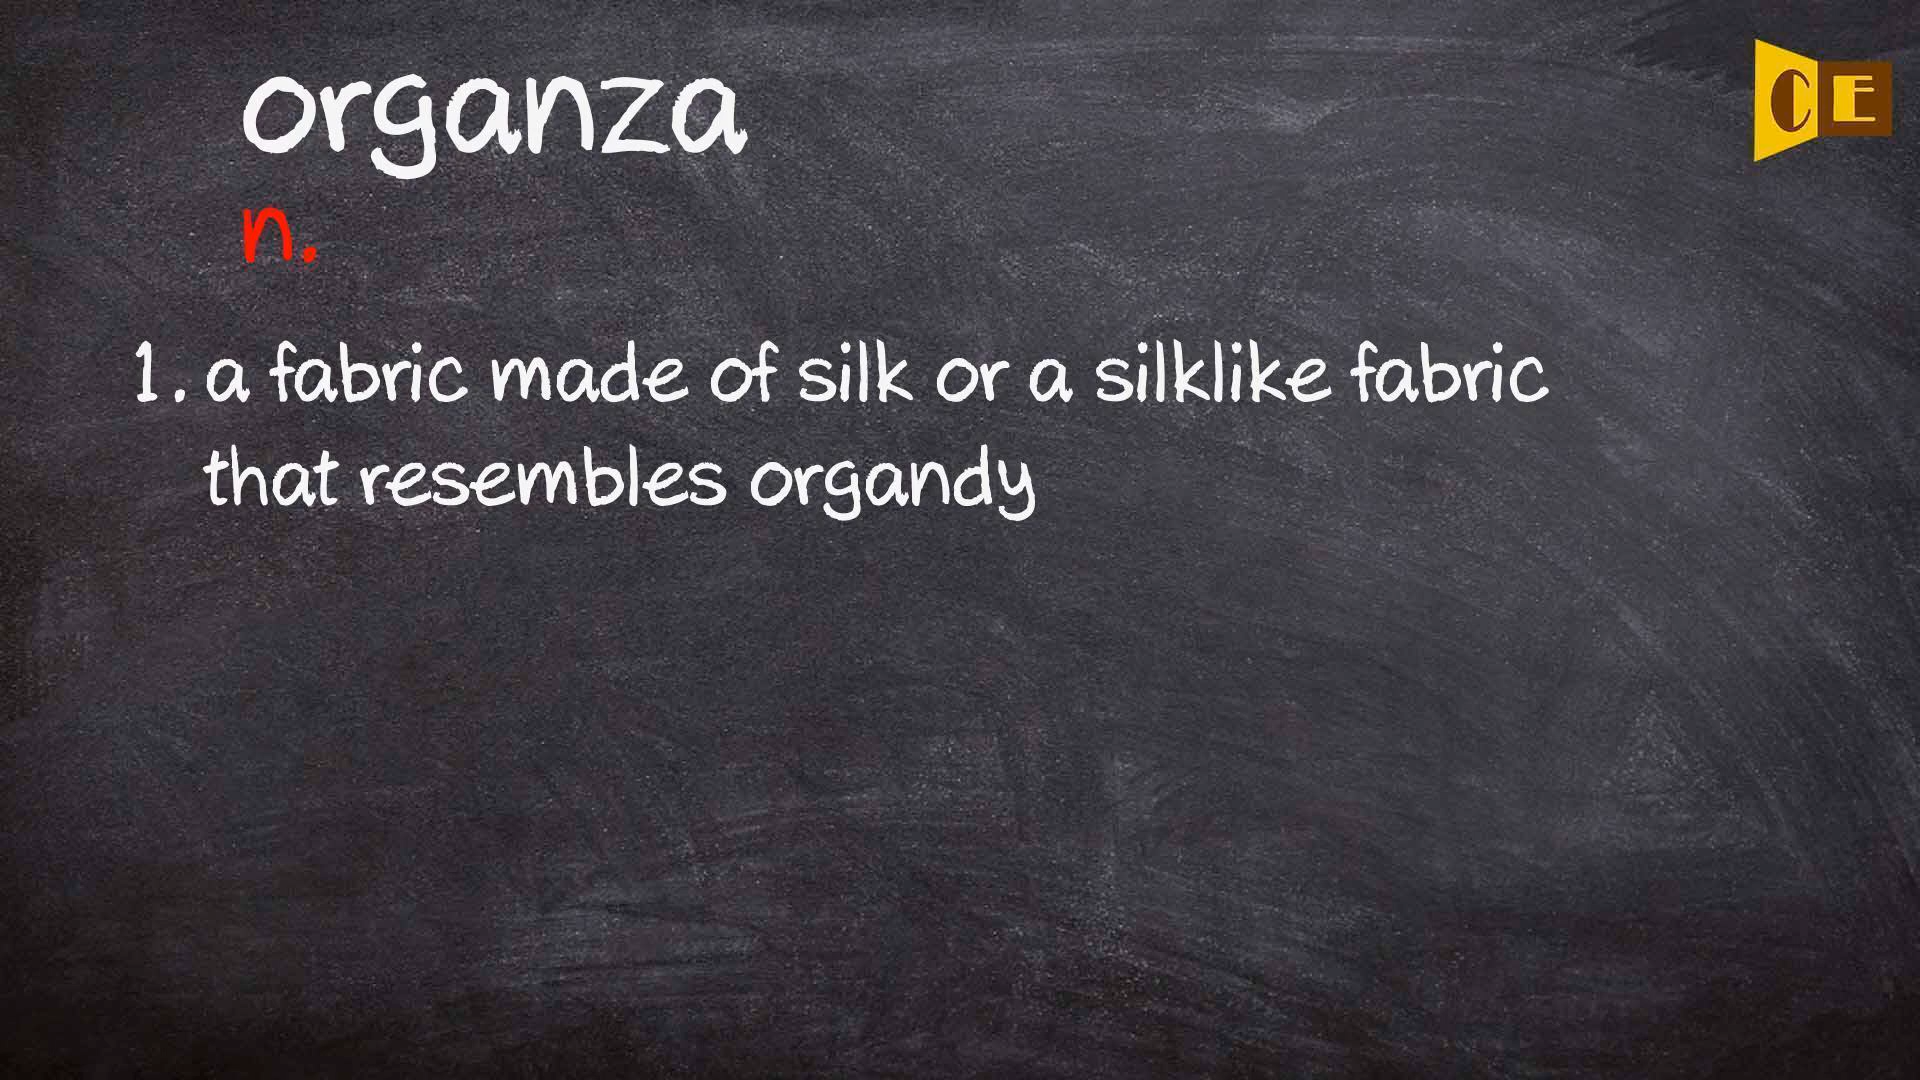 organza
CE
n.
1. a fabric made of silk or a silklike fabric
that resembles organdy